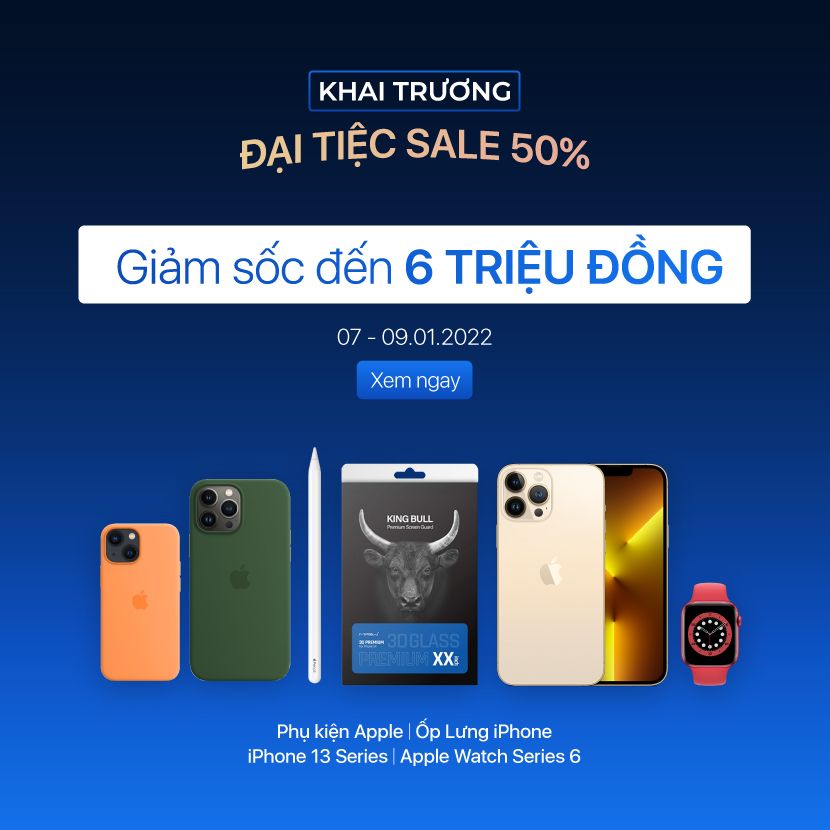 KHAI TRƯƠNG
ĐẠI TIỆC SALE 50%
Giảm sốc đến 6 TRIỆU ĐỒNG
07 - 09.01.2022
Xem ngay
KING BULL
Premium Screen Guard
3D GLASS
3D PREMIUM
PREMIUM XX
Phụ kiện Apple | Ốp Lưng iPhone
iPhone 13 Series | Apple Watch Series 6